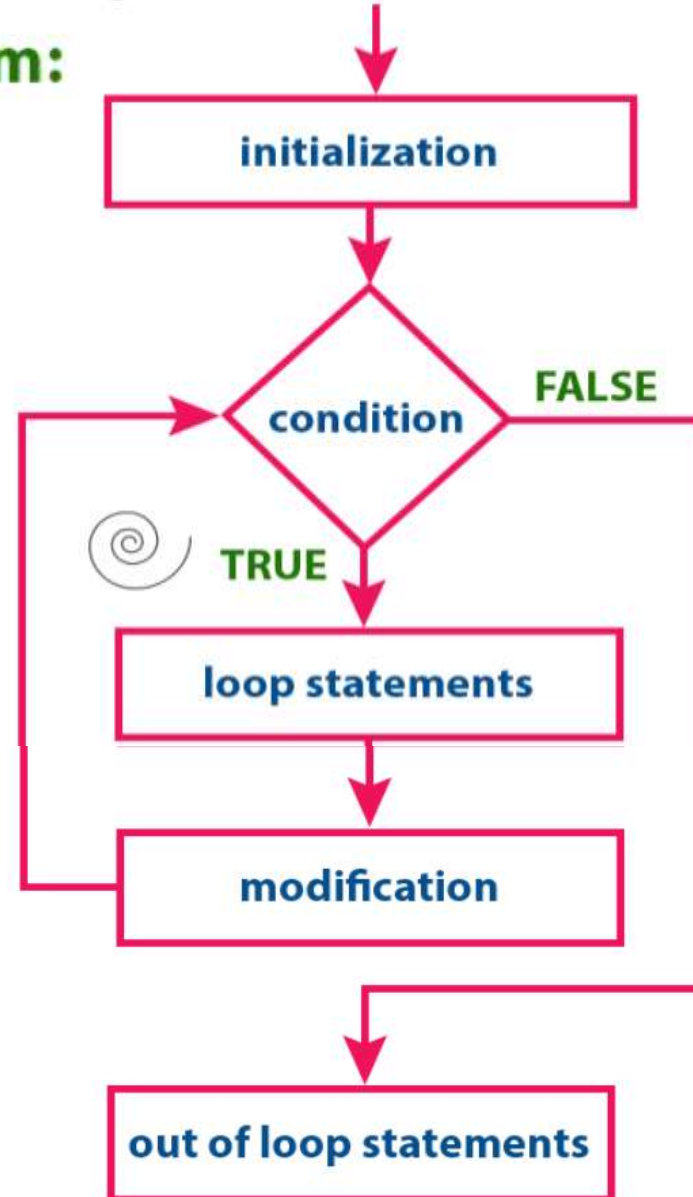 m:
initialization
condition
FALSE
TRUE
loop statements
modification
out of loop statements